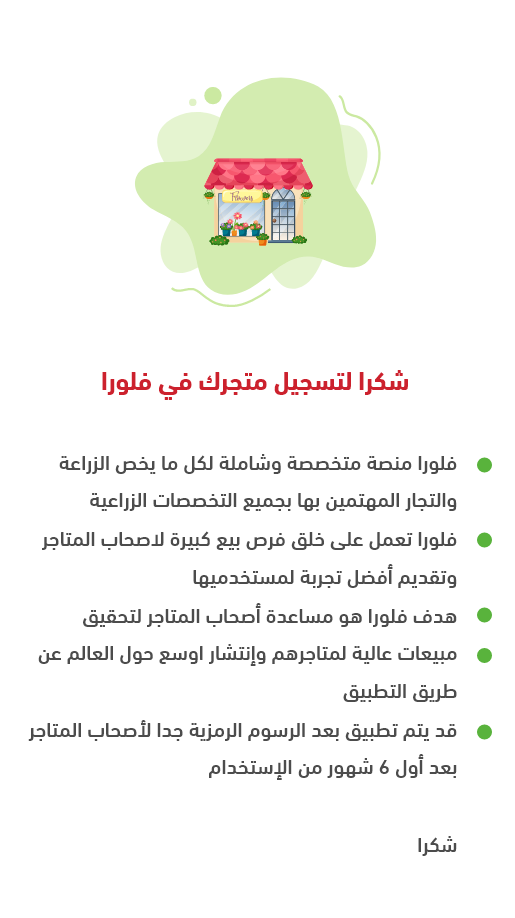 Flowers
شكرا لتسجيل متجرك في فلورا
فلورا منصة متخصصة وشاملة لكل ما يخص الزراعة
والتجار المهتمين بها بجميع التخصصات الزراعية
فلورا تعمل على خلق فرص بيع كبيرة لاصحاب المتاجر
وتقديم أفضل تجربة لمستخدميها
هدف فلورا هو مساعدة أصحاب المتاجر لتحقيق
مبيعات عالية لمتاجرهم وإنتشار اوسع حول العالم عن
طريق التطبيق
قد يتم تطبيق بعد الرسوم الرمزية جدا لأصحاب المتاجر
بعد أول 6 شهور من الإستخدام
شكرا